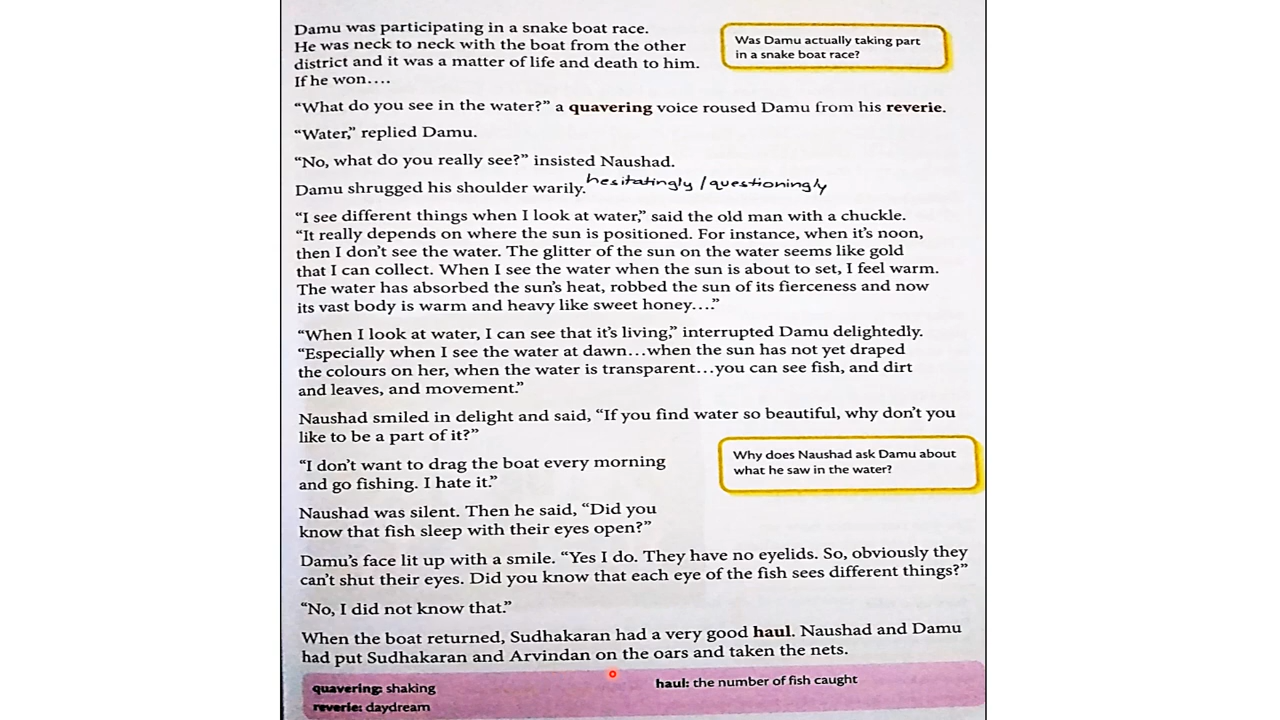 Damu was participating in a snake boat race.
He was neck to neck with the boat from the other
district and it was a matter of life and death to him.
If he won....
Was Damu actually taking part
in a snake boat race?
“What do you see in the water?” a quavering voice roused Damu from his reverie.
“Water,” replied Damu.
“No, what do you really see?” insisted Naushad.
Damu shrugged his shoulder warily. hesitatingly / questioningly
“I see different things when I look at water,” said the old man with a chuckle.
“It really depends on where the sun is positioned. For instance, when it’s noon,
then I don’t see the water. The glitter of the sun on the water seems like gold
that I can collect. When I see the water when the sun is about to set, I feel warm.
The water has absorbed the sun’s heat, robbed the sun of its fierceness and now
its vast body is warm and heavy like sweet honey....”
“When I look at water, I can see that it’s living,” interrupted Damu delightedly.
“Especially when I see the water at dawn...when the sun has not yet draped
the colours on her, when the water is transparent...you can see fish, and dirt
and leaves, and movement.”
Naushad smiled in delight and said, “If you find water so beautiful, why don’t you
like to be a part of it?”
“I don’t want to drag the boat every morning
and go fishing. I hate it.”
Why does Naushad ask Damu about
what he saw in the water?
Naushad was silent. Then he said, “Did you
know that fish sleep with their eyes open?”
Damu’s face lit up with a smile. “Yes I do. They have no eyelids. So, obviously they
can’t shut their eyes. Did you know that each eye of the fish sees different things?”
“No, I did not know that.”
When the boat returned, Sudhakaran had a very good haul. Naushad and Damu
had put Sudhakaran and Arvindan on the oars and taken the nets.
quavering: shaking
reverie: daydream
haul: the number of fish caught